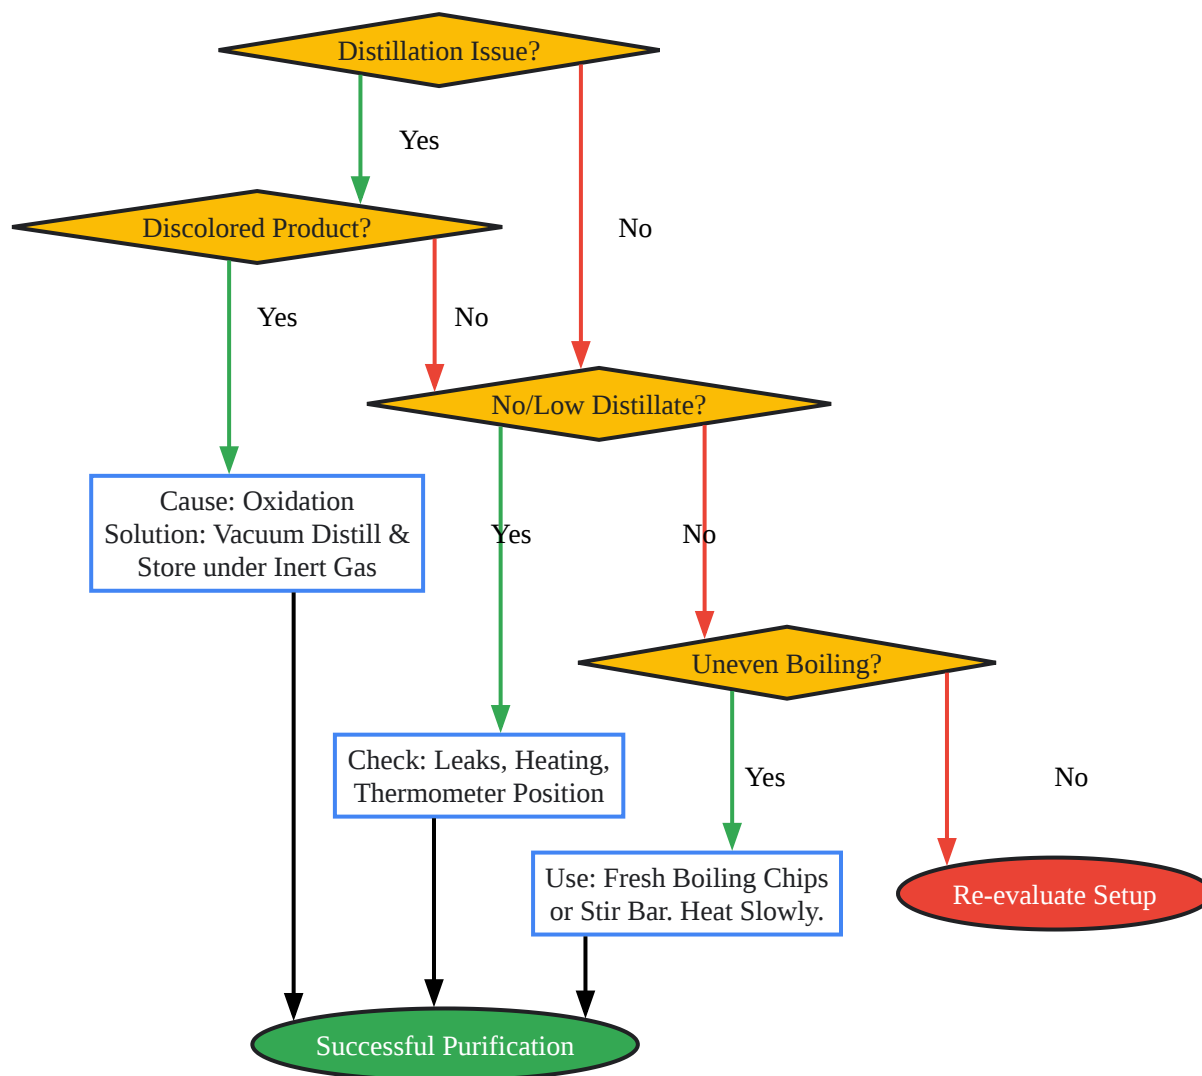 Distillation Issue?
Yes
Discolored Product?
No
Yes
No
No/Low Distillate?
Cause: Oxidation
Solution: Vacuum Distill &
Store under Inert Gas
Yes
No
Uneven Boiling?
Check: Leaks, Heating,
Thermometer Position
Yes
No
Use: Fresh Boiling Chips
or Stir Bar. Heat Slowly.
Re-evaluate Setup
Successful Purification